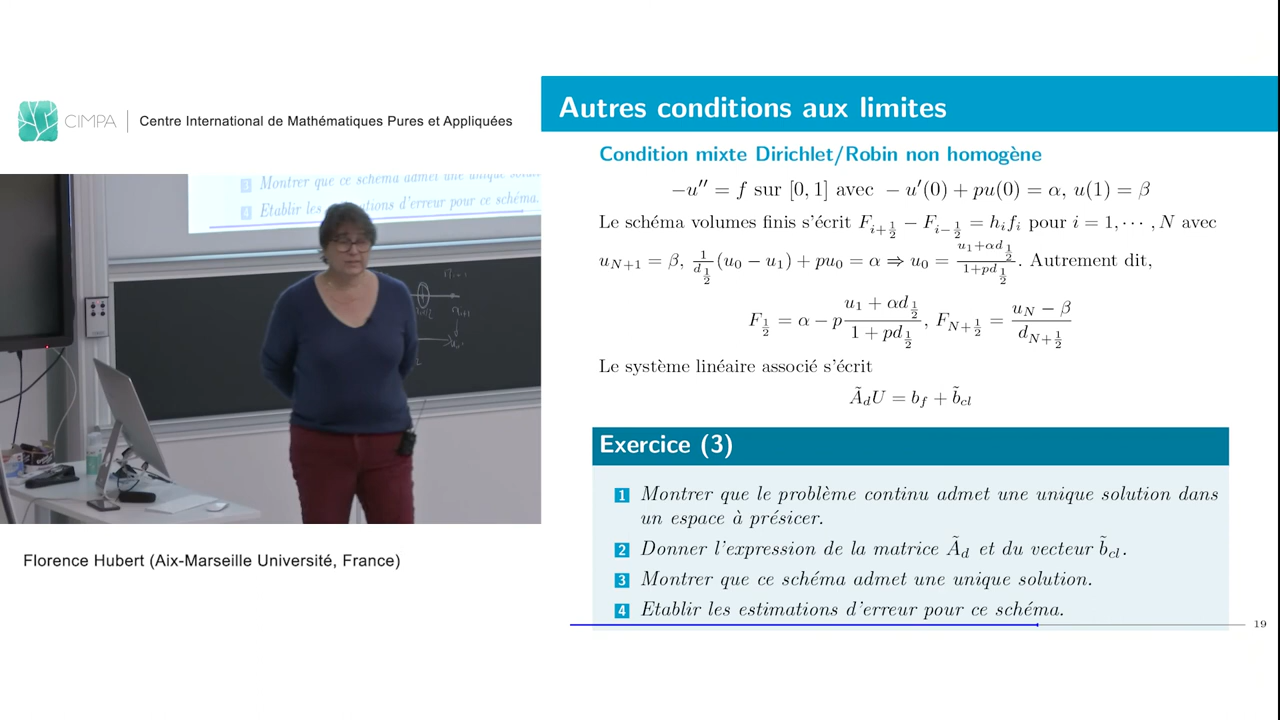 CIMPA
Centre International de Mathématiques Pures et Appliquées
Montrer que ce schéma admet une unique
Etablir les estimations d'erreur pour ce schéma.
Florence Hubert (Aix-Marseille Université, France)
Autres conditions aux limites
Condition mixte Dirichlet/Robin non homogène
−u″ = f sur [0, 1] avec − u′(0) + pu(0) = α, u(1) = β
Le schéma volumes finis s'écrit F_{i+1/2} − F_{i−1/2} = h_i f_i pour i = 1, ⋯ , N avec
u_{N+1} = β, 1/d_{1/2} (u_0 − u_1) + pu_0 = α ⇒ u_0 = (u_1+αd_{1/2})/(1+pd_{1/2}). Autrement dit,
F_{1/2} = α − p (u_1 + αd_{1/2})/(1 + pd_{1/2}), F_{N+1/2} = (u_N − β)/d_{N+1/2}
Le système linéaire associé s'écrit
Ã_d U = b_f + b̃_{cl}
Exercice (3)
1 Montrer que le problème continu admet une unique solution dans
un espace à présicer.
2 Donner l'expression de la matrice Ã_d et du vecteur b̃_{cl}.
3 Montrer que ce schéma admet une unique solution.
4 Etablir les estimations d'erreur pour ce schéma.
19